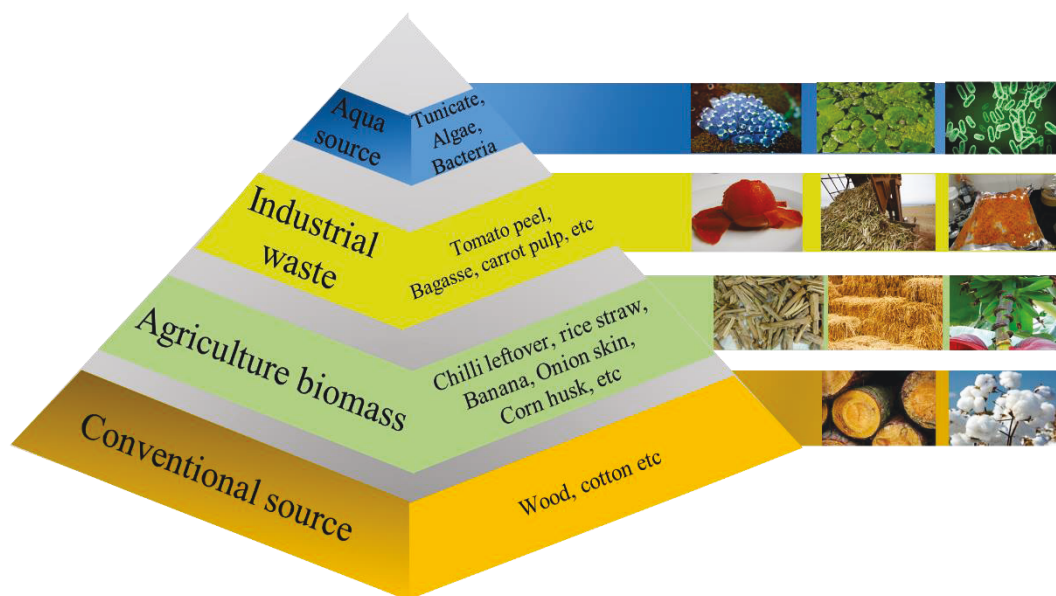 Aqua
source
Tunicate,
Algae,
Bacteria
Industrial
waste
Tomato peel,
Bagasse, carrot pulp, etc
Agriculture biomass
Chilli leftover, rice straw,
Banana, Onion skin,
Corn husk, etc
Conventional source
Wood, cotton etc